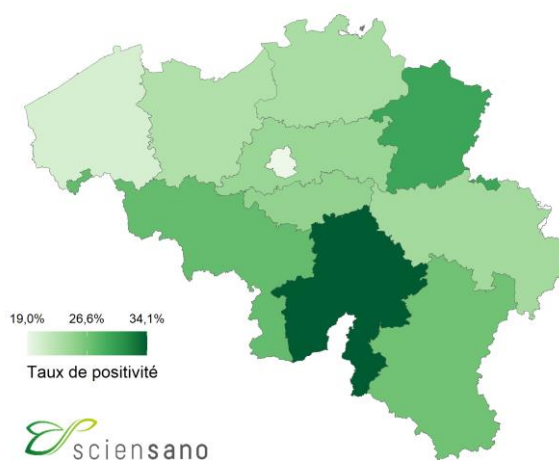 19,0% 26,6% 34,1%
Taux de positivité
sciensano